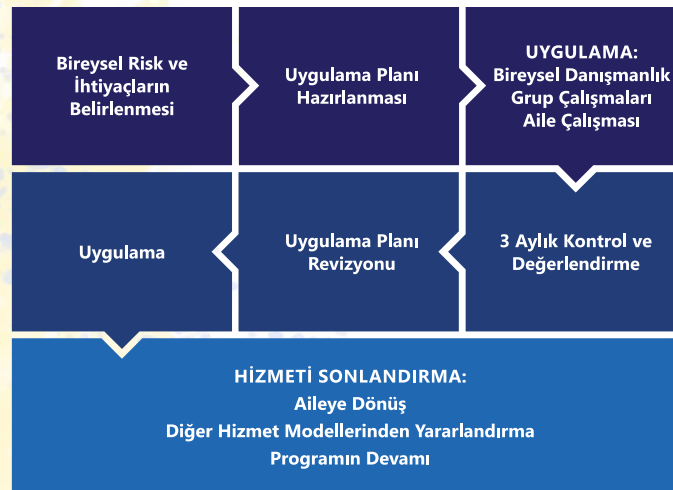 Bireysel Risk ve
İhtiyaçların
Belirlenmesi
Uygulama Planı
Hazırlanması
UYGULAMA:
Bireysel Danışmanlık
Grup Çalışmaları
Aile Çalışması
3 Aylık Kontrol ve
Değerlendirme
Uygulama Planı
Revizyonu
Uygulama
HİZMETİ SONLANDIRMA:
Aileye Dönüş
Diğer Hizmet Modellerinden Yararlandırma
Programın Devamı